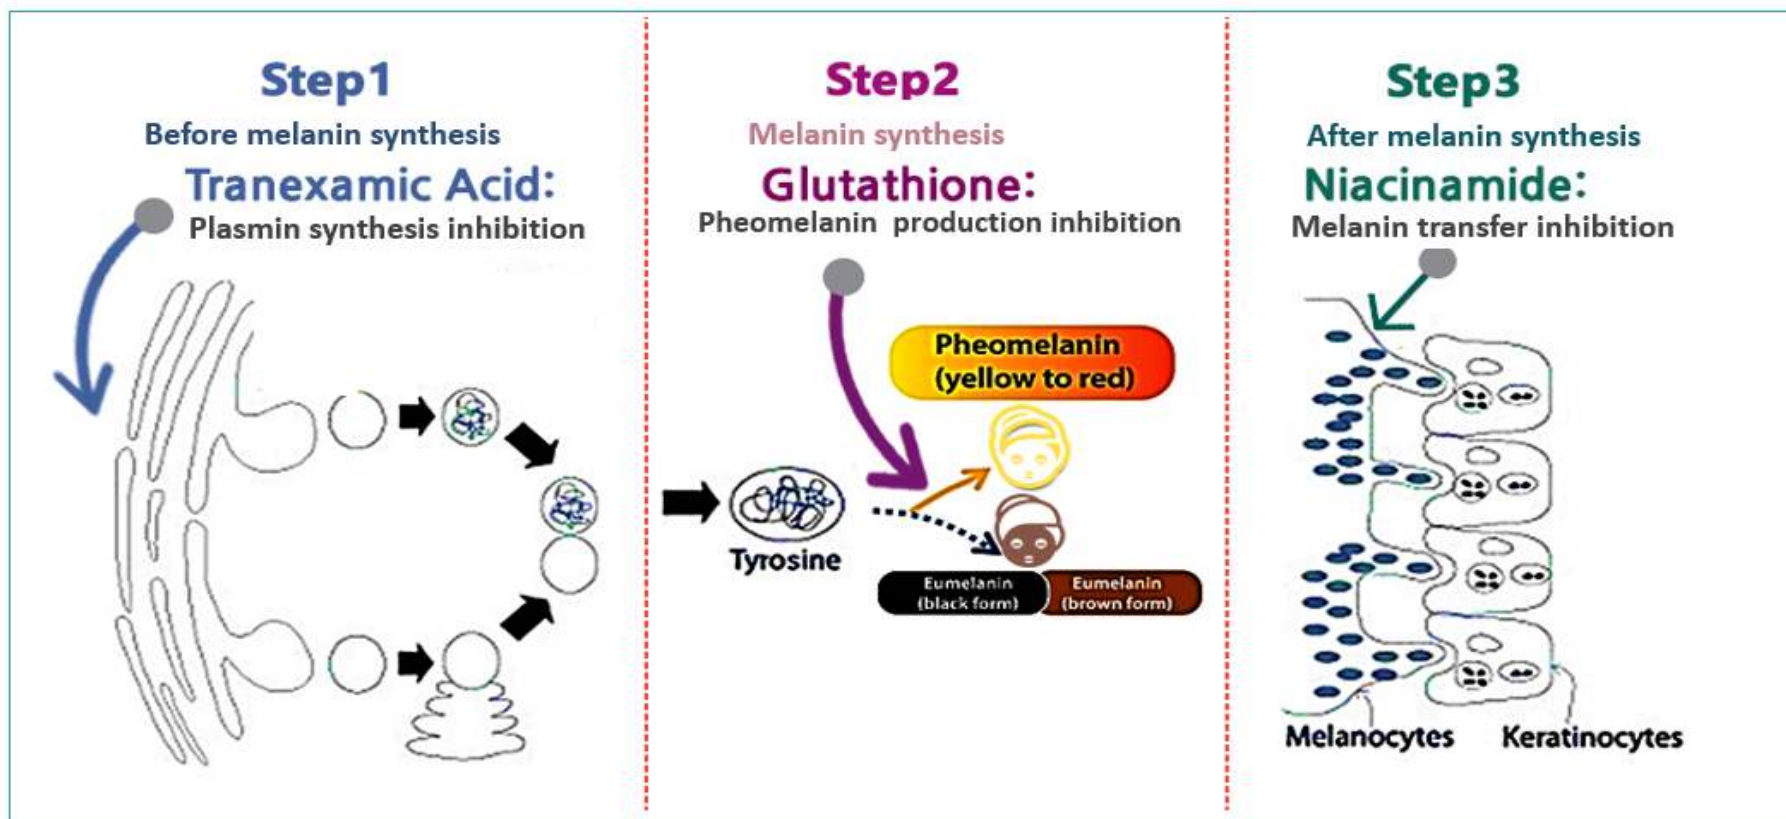 Step1
Before melanin synthesis
Tranexamic Acid:
Plasmin synthesis inhibition
Step2
Melanin synthesis
Glutathione:
Pheomelanin production inhibition
Pheomelanin
(yellow to red)
Tyrosine
Eumelanin
(black form)
Eumelanin
(brown form)
Step3
After melanin synthesis
Niacinamide:
Melanin transfer inhibition
Melanocytes
Keratinocytes